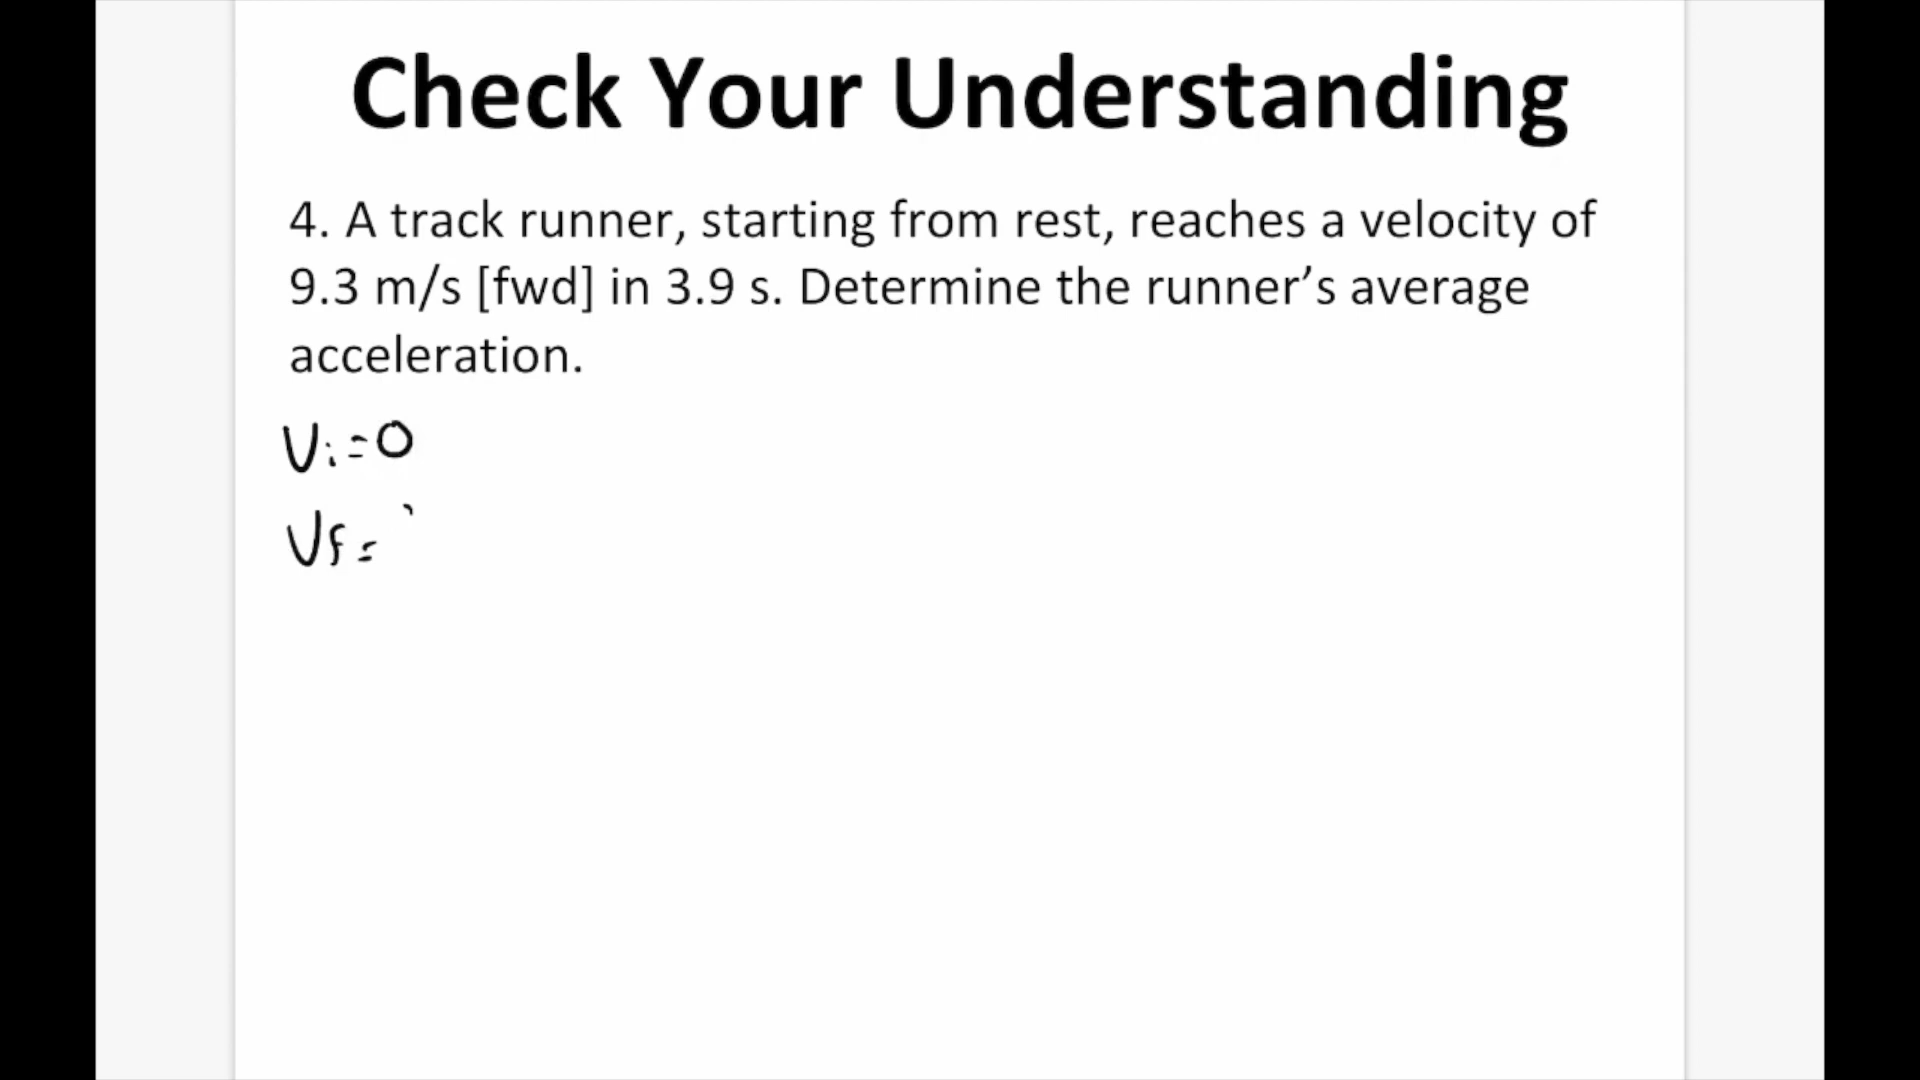 Check Your Understanding
4. A track runner, starting from rest, reaches a velocity of
9.3 m/s [fwd] in 3.9 s. Determine the runner’s average
acceleration.
Vi=0
Vf=